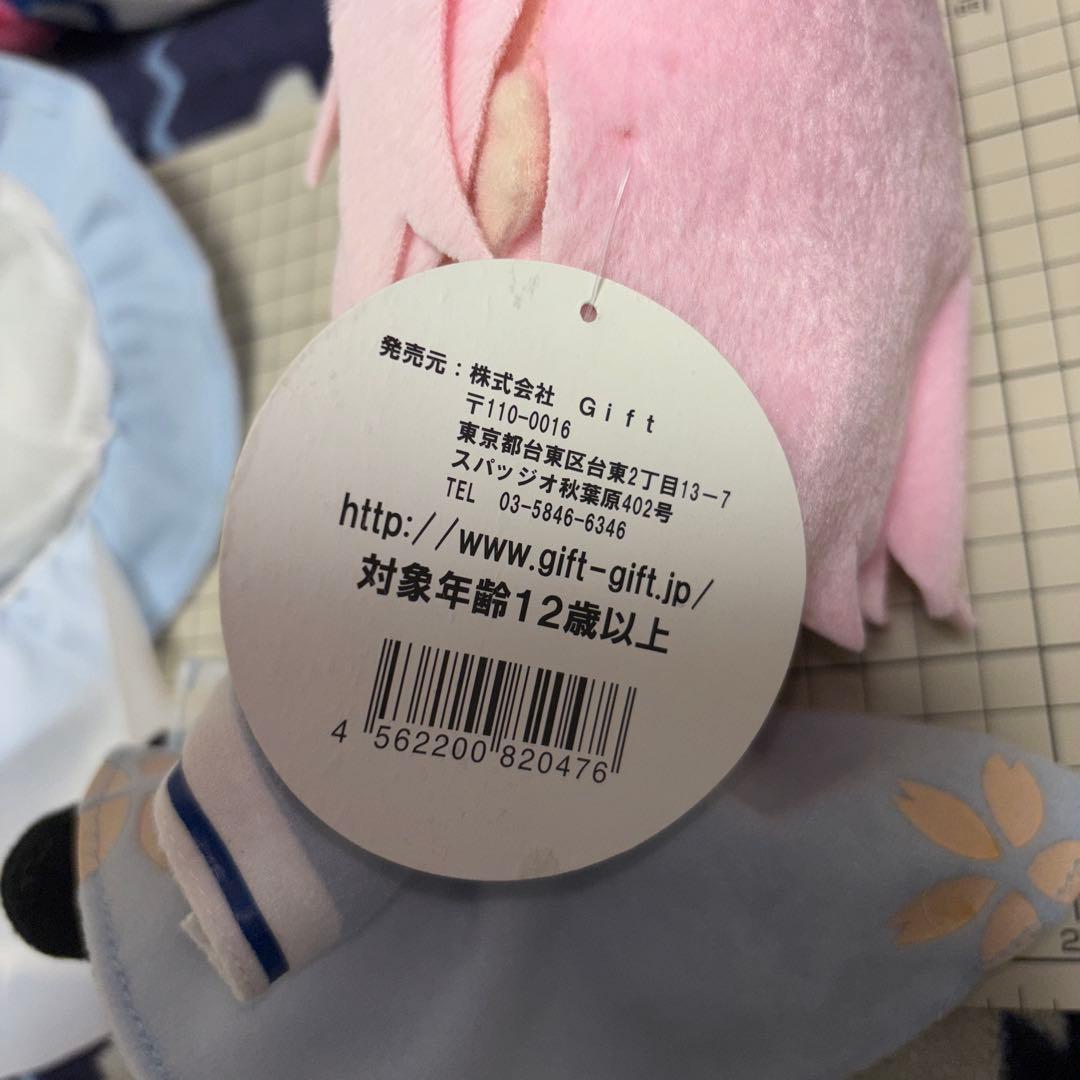 発売元：株式会社　Ｇｉｆｔ
〒110-0016
東京都台東区台東2丁目13－7
スパッジオ秋葉原402号
TEL　03-5846-6346
http://www.gift-gift.jp/
対象年齢１２歳以上
4 562200 820476